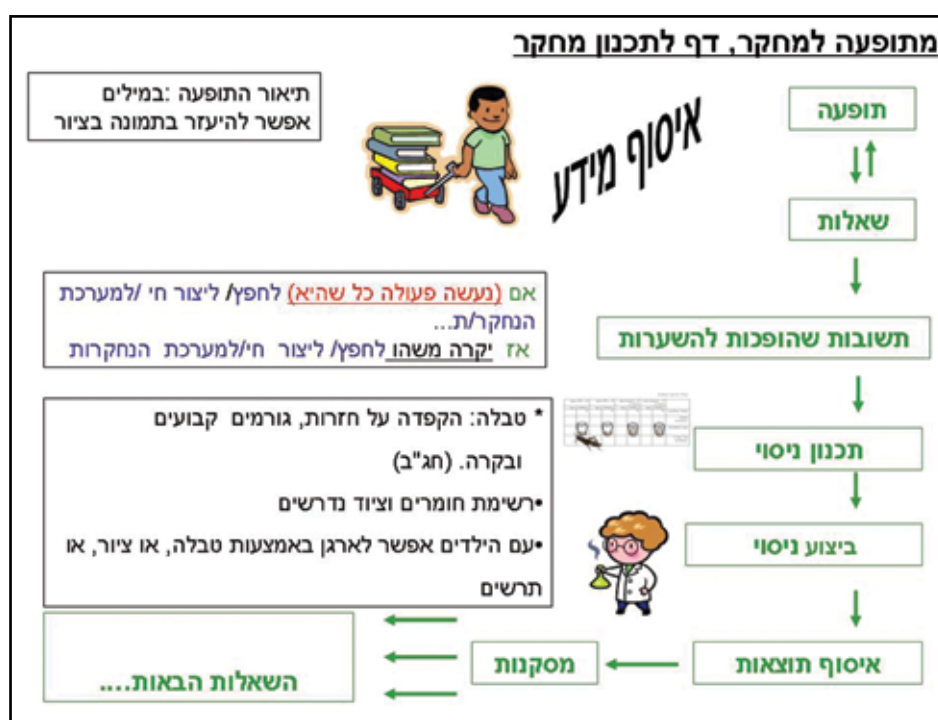 מתופעה למחקר, דף לתכנון מחקר
תופעה
איסוף מידע
תיאור התופעה :במילים
אפשר להיעזר בתמונה בציור
שאלות
אם (נעשה פעולה כל שהיא) לחפץ/ ליצור חי /למערכת
הנחקר/ת...
אז יקרה משהו לחפץ/ ליצור חי/למערכת הנחקרות
תשובות שהופכות להשערות
תכנון ניסוי
* טבלה: הקפדה על חזרות, גורמים קבועים
ובקרה. (חג"ב)
•רשימת חומרים וציוד נדרשים
•עם הילדים אפשר לארגן באמצעות טבלה, או ציור, או
תרשים
ביצוע ניסוי
איסוף תוצאות
מסקנות
השאלות הבאות....